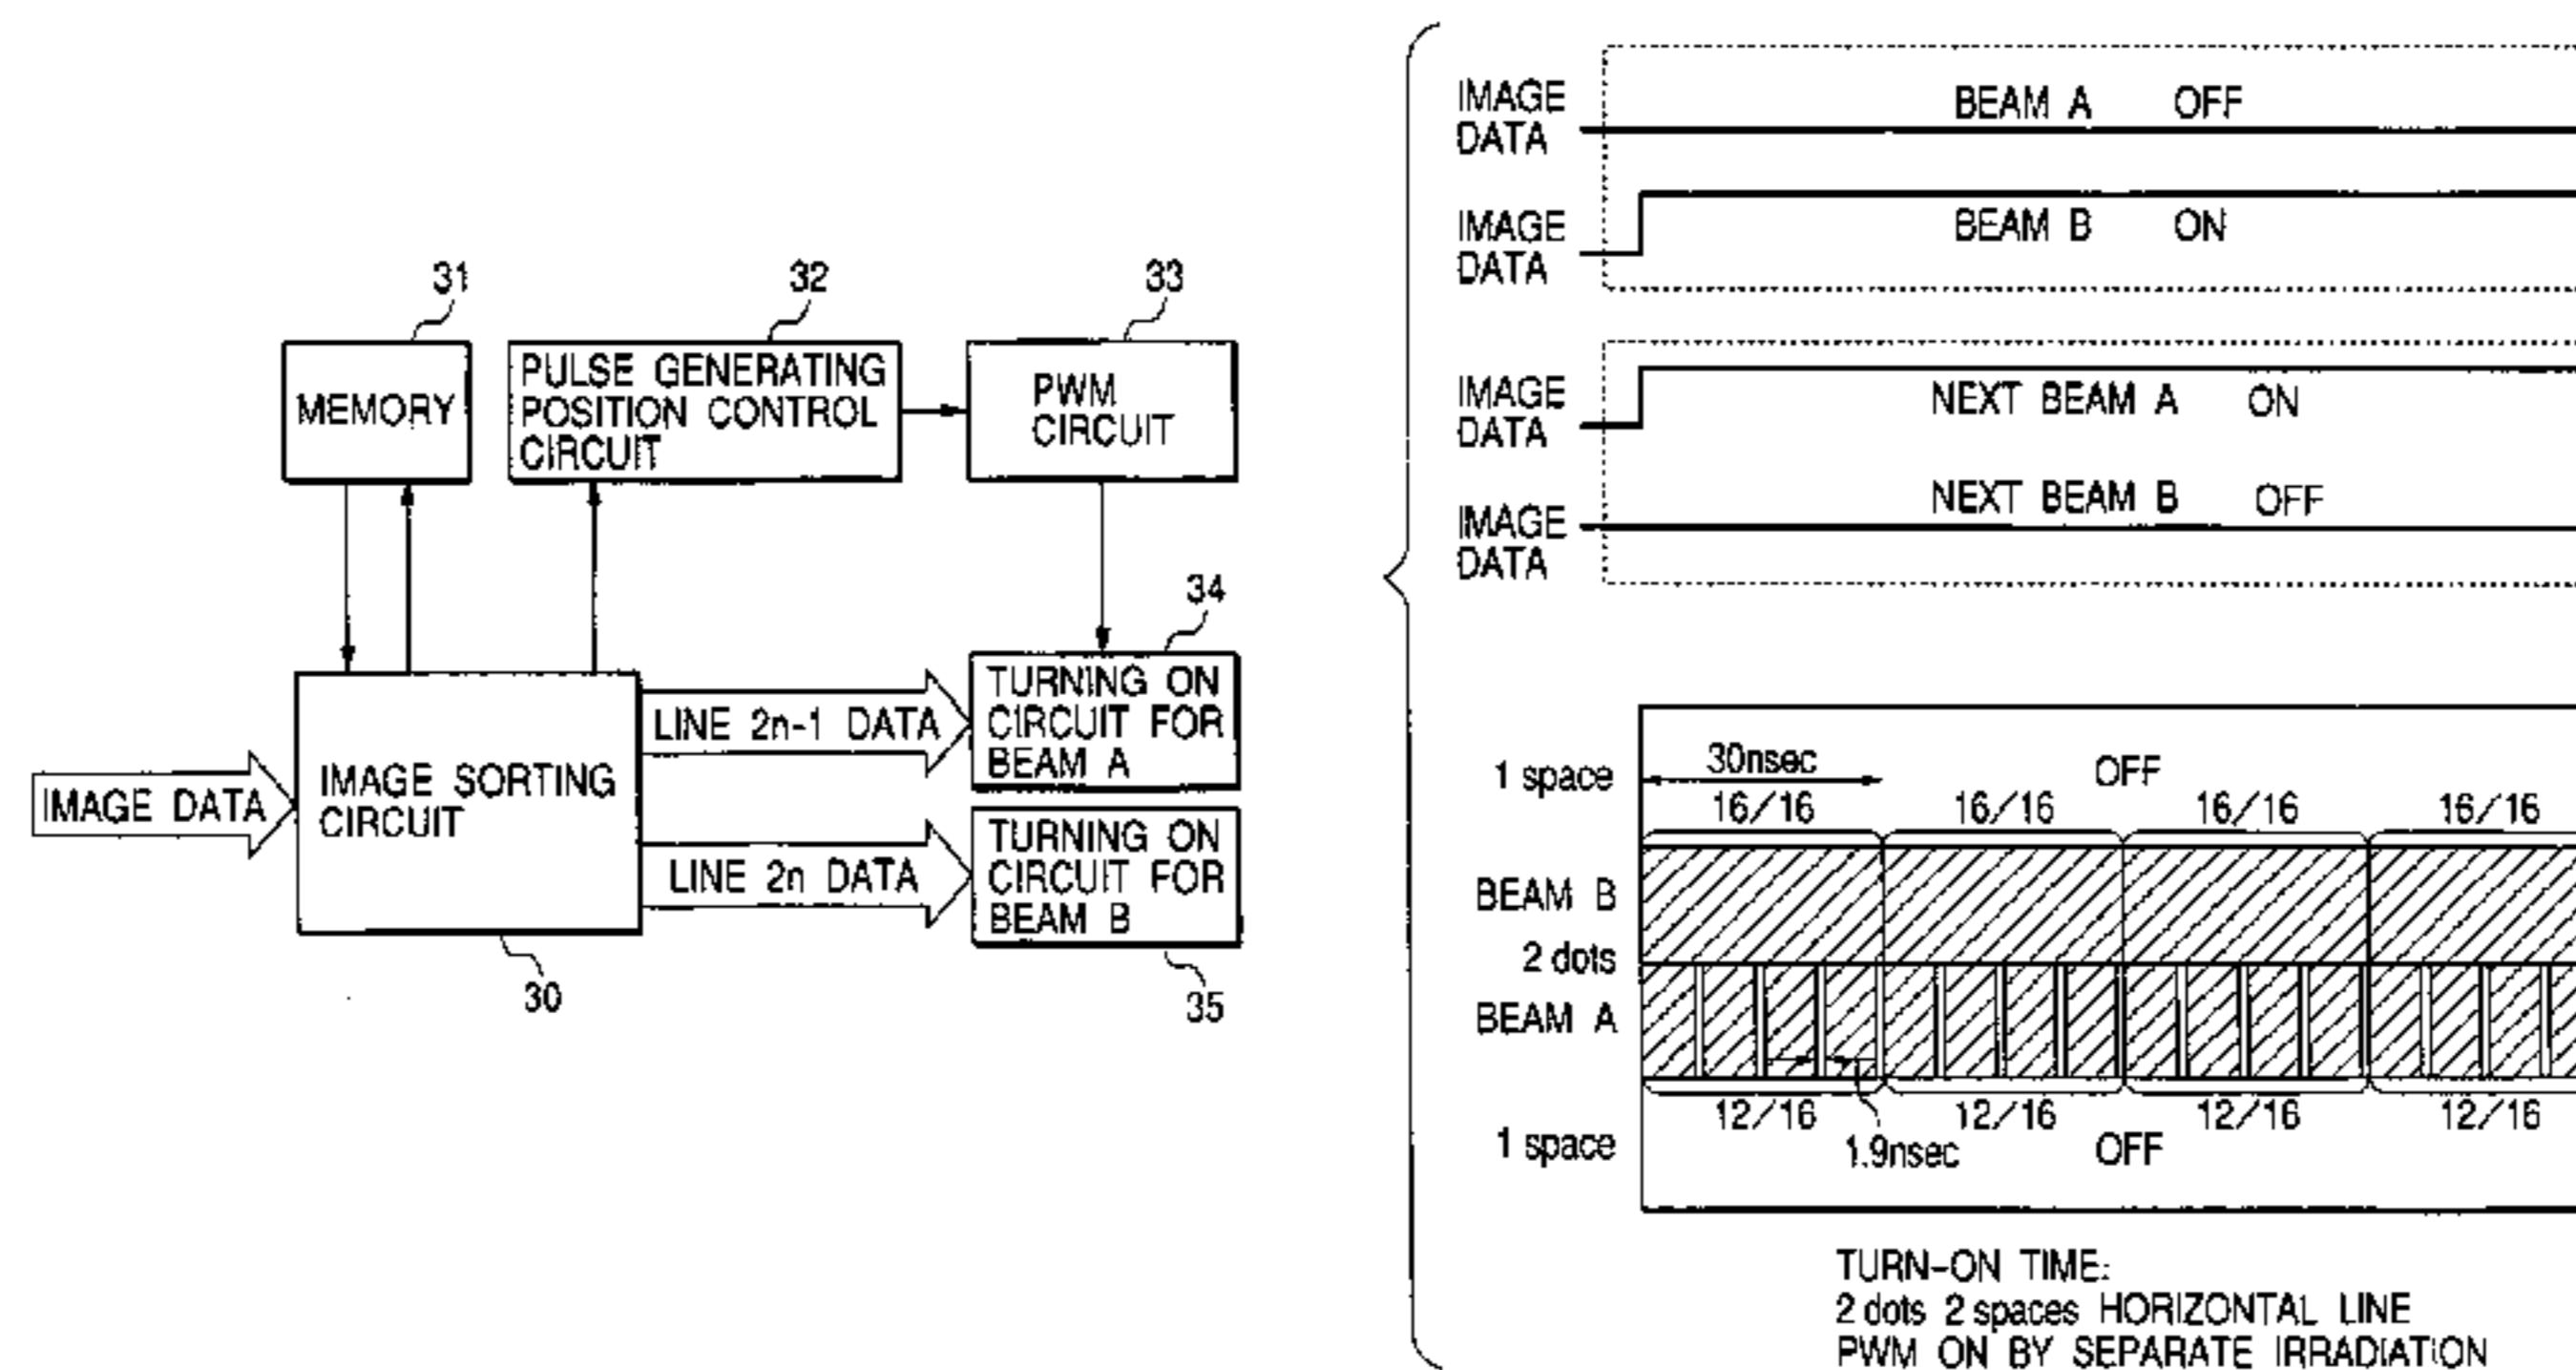 31
32
33
MEMORY
PULSE GENERATING
POSITION CONTROL
CIRCUIT
PWM
CIRCUIT
34
IMAGE DATA
IMAGE SORTING
CIRCUIT
LINE 2n-1 DATA
TURNING ON
CIRCUIT FOR
BEAM A
LINE 2n DATA
TURNING ON
CIRCUIT FOR
BEAM B
30
35
IMAGE
DATA
BEAM A OFF
IMAGE
DATA
BEAM B ON
IMAGE
DATA
NEXT BEAM A ON
IMAGE
DATA
NEXT BEAM B OFF
1 space
30nsec
OFF
16/16
16/16
16/16
16/16
BEAM B
2 dots
BEAM A
12/16
12/16
12/16
12/16
1 space
1.9nsec
OFF
TURN-ON TIME:
2 dots 2 spaces HORIZONTAL LINE
PWM ON BY SEPARATE IRRADIATION